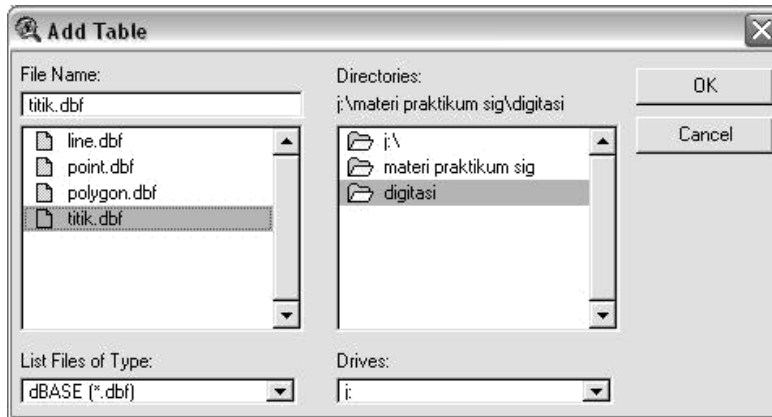 Add Table
File Name:
titik.dbf
line.dbf
point.dbf
polygon.dbf
titik.dbf
List Files of Type:
dBASE (*.dbf)
Directories:
j:\materi praktikum sig\digitasi
j:\
materi praktikum sig
digitasi
Drives:
j:
OK
Cancel